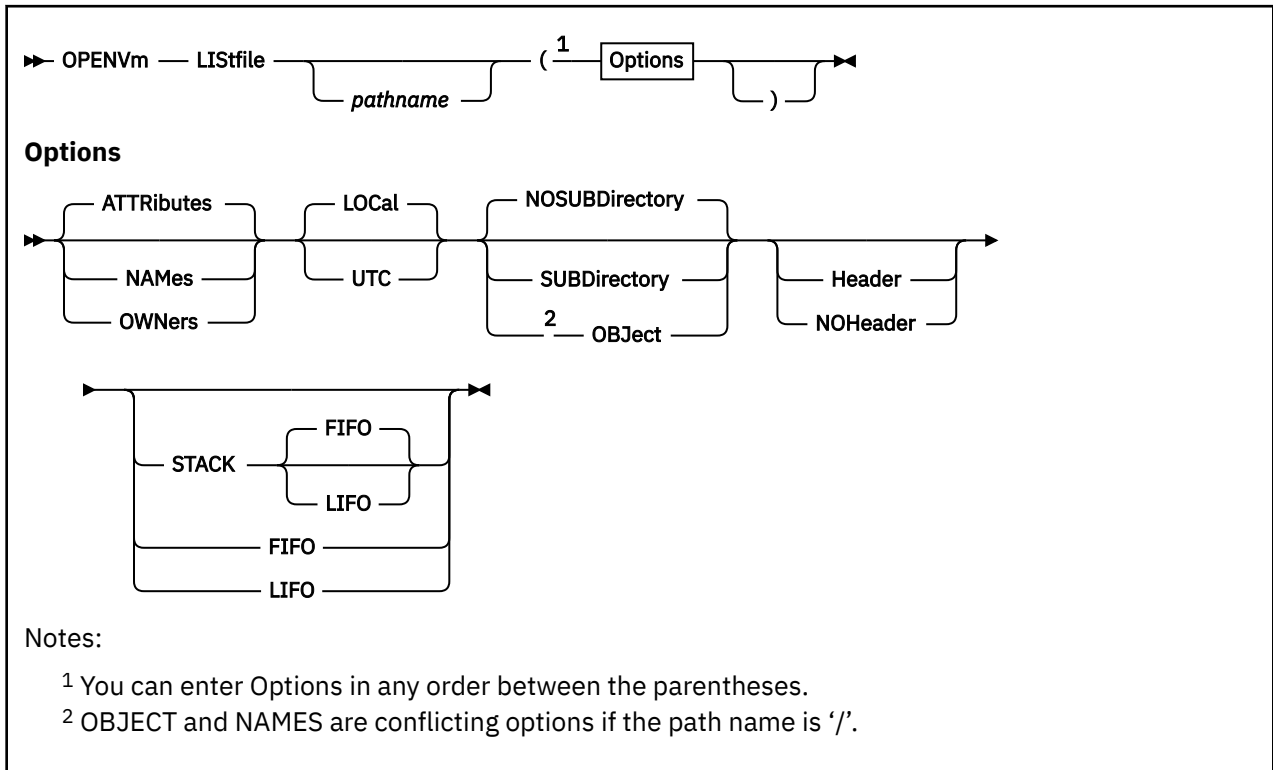 OPENVm LIStfile pathname ( 1 Options )
Options
ATTRibutes LOCal NOSUBDirectory
NAMes UTC SUBDirectory Header
OWNers 2 OBJect NOHeader
FIFO
STACK
LIFO
FIFO
LIFO
Notes:
1 You can enter Options in any order between the parentheses.
2 OBJECT and NAMES are conflicting options if the path name is ‘/’.